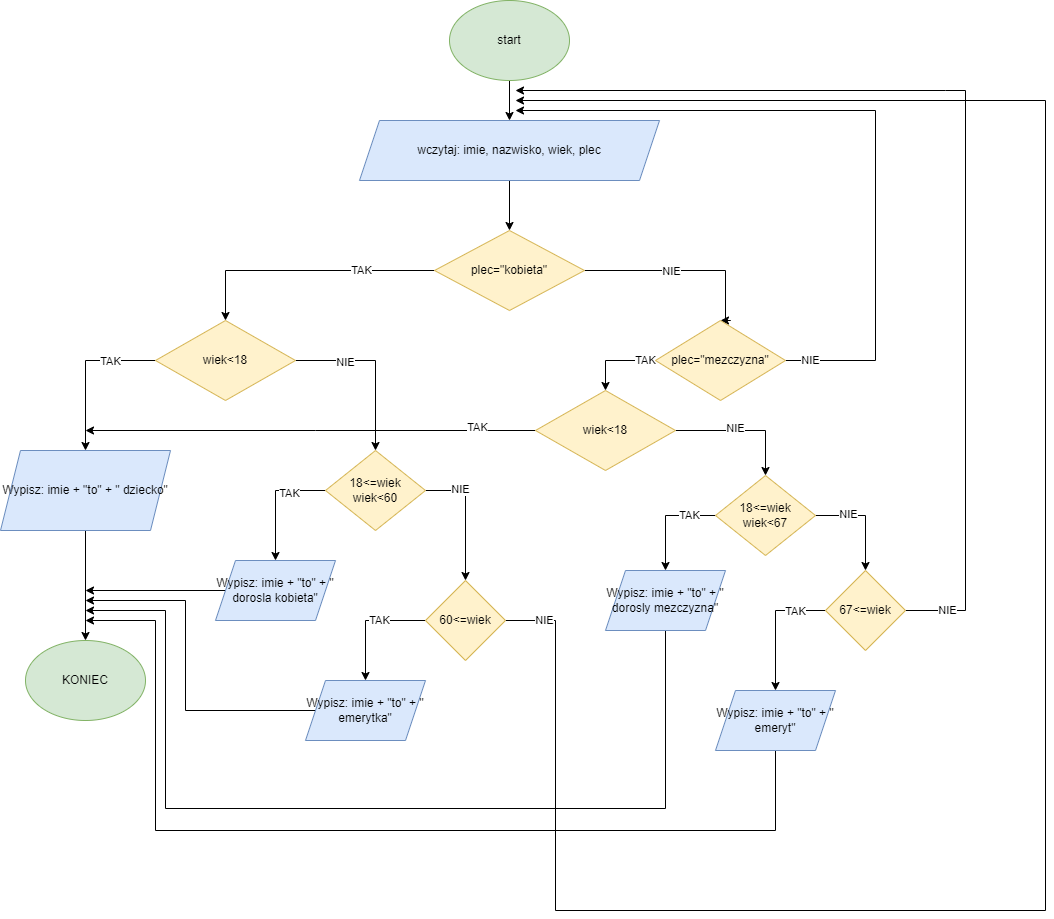 start
wczytaj: imie, nazwisko, wiek, plec
plec="kobieta"
TAK
NIE
wiek<18
TAK
NIE
plec="mezczyzna"
TAK
NIE
wiek<18
TAK
NIE
Wypisz: imie + "to" + " dziecko"
18<=wiek
wiek<60
TAK
NIE
18<=wiek
wiek<67
TAK
NIE
Wypisz: imie + "to" + "
dorosla kobieta"
60<=wiek
TAK
NIE
Wypisz: imie + "to" + "
dorosly mezczyzna"
67<=wiek
TAK
NIE
KONIEC
Wypisz: imie + "to" + "
emerytka"
Wypisz: imie + "to" + "
emeryt"